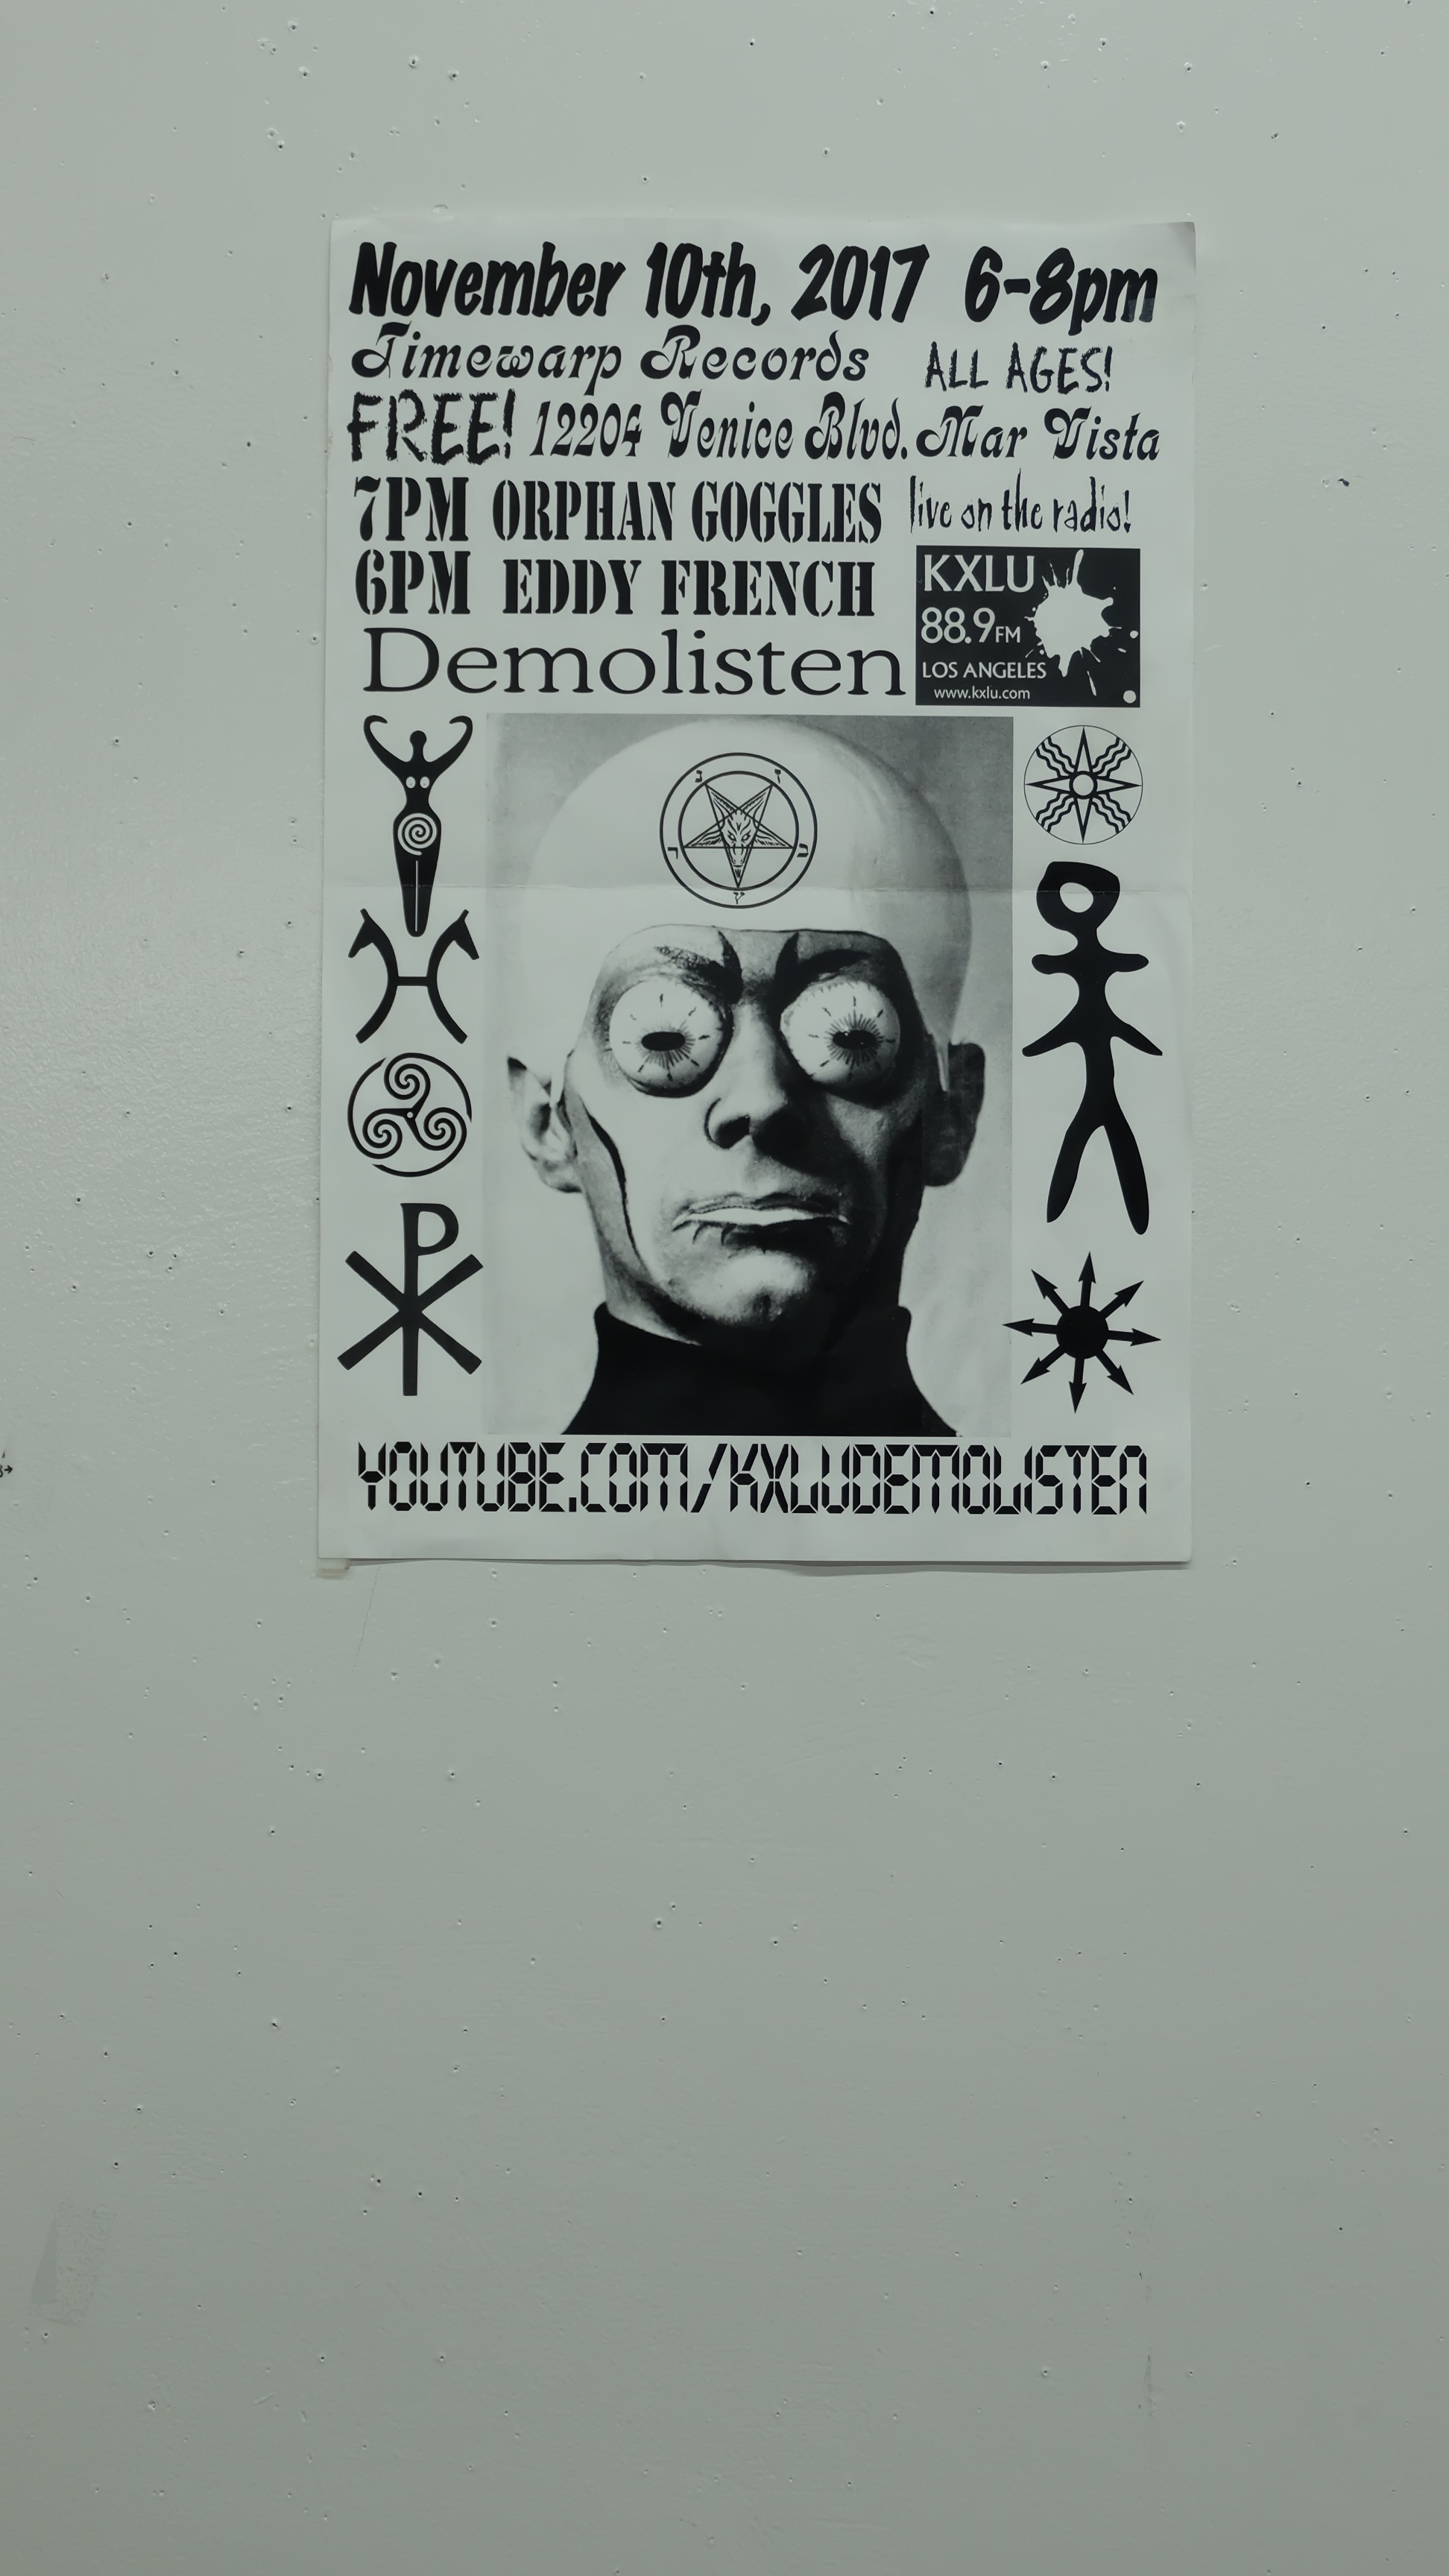 November 10th, 2017 6-8pm
Timewarp Records ALL AGES!
FREE! 12204 Venice Blvd. Mar Vista
7PM ORPHAN GOGGLES live on the radio!
6PM EDDY FRENCH
Demolisten
KXLU
88.9FM
LOS ANGELES
www.kxlu.com
YOUTUBE.COM/KXLUDEMOLISTEN